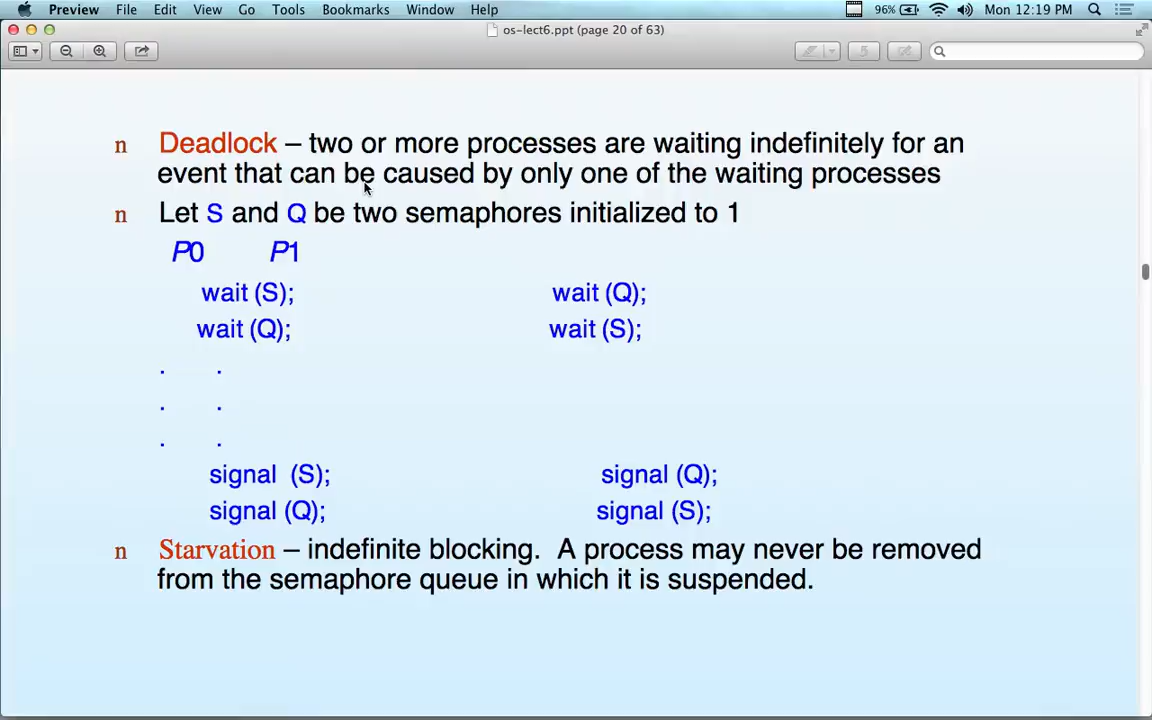 Preview File Edit View Go Tools Bookmarks Window Help 96% Mon 12:19 PM
os-lect6.ppt (page 20 of 63)
n Deadlock – two or more processes are waiting indefinitely for an
event that can be caused by only one of the waiting processes
n Let S and Q be two semaphores initialized to 1
P0 P1
wait (S); wait (Q);
wait (Q); wait (S);
. .
. .
. .
signal (S); signal (Q);
signal (Q); signal (S);
n Starvation – indefinite blocking. A process may never be removed
from the semaphore queue in which it is suspended.